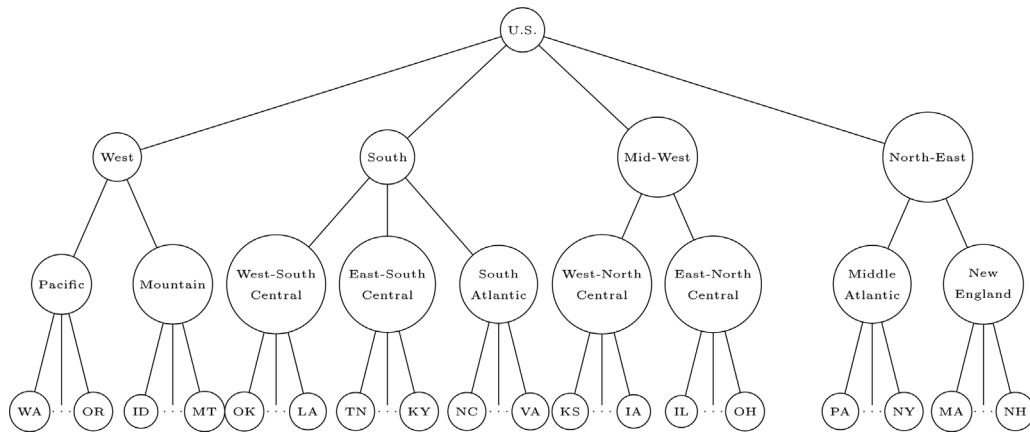 U.S.
West
South
Mid-West
North-East
Pacific
Mountain
West-South
Central
East-South
Central
South
Atlantic
West-North
Central
East-North
Central
Middle
Atlantic
New
England
WA ··· OR
ID ··· MT
OK ··· LA
TN ··· KY
NC ··· VA
KS ··· IA
IL ··· OH
PA ··· NY
MA ··· NH